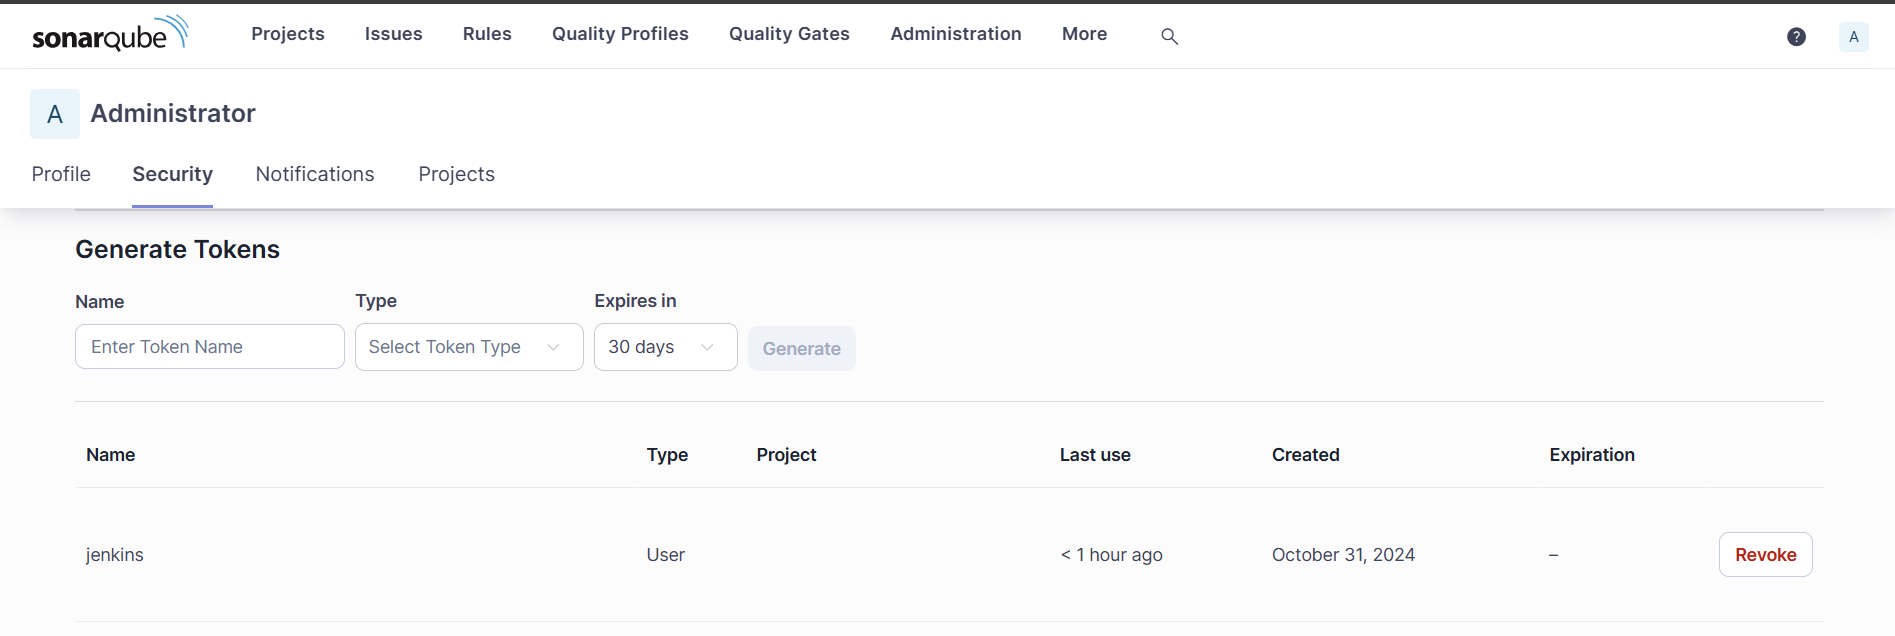 sonarqube Projects Issues Rules Quality Profiles Quality Gates Administration More ? A
A Administrator
Profile Security Notifications Projects
Generate Tokens
Name Type Expires in
Enter Token Name Select Token Type 30 days Generate
Name Type Project Last use Created Expiration
jenkins User < 1 hour ago October 31, 2024 – Revoke